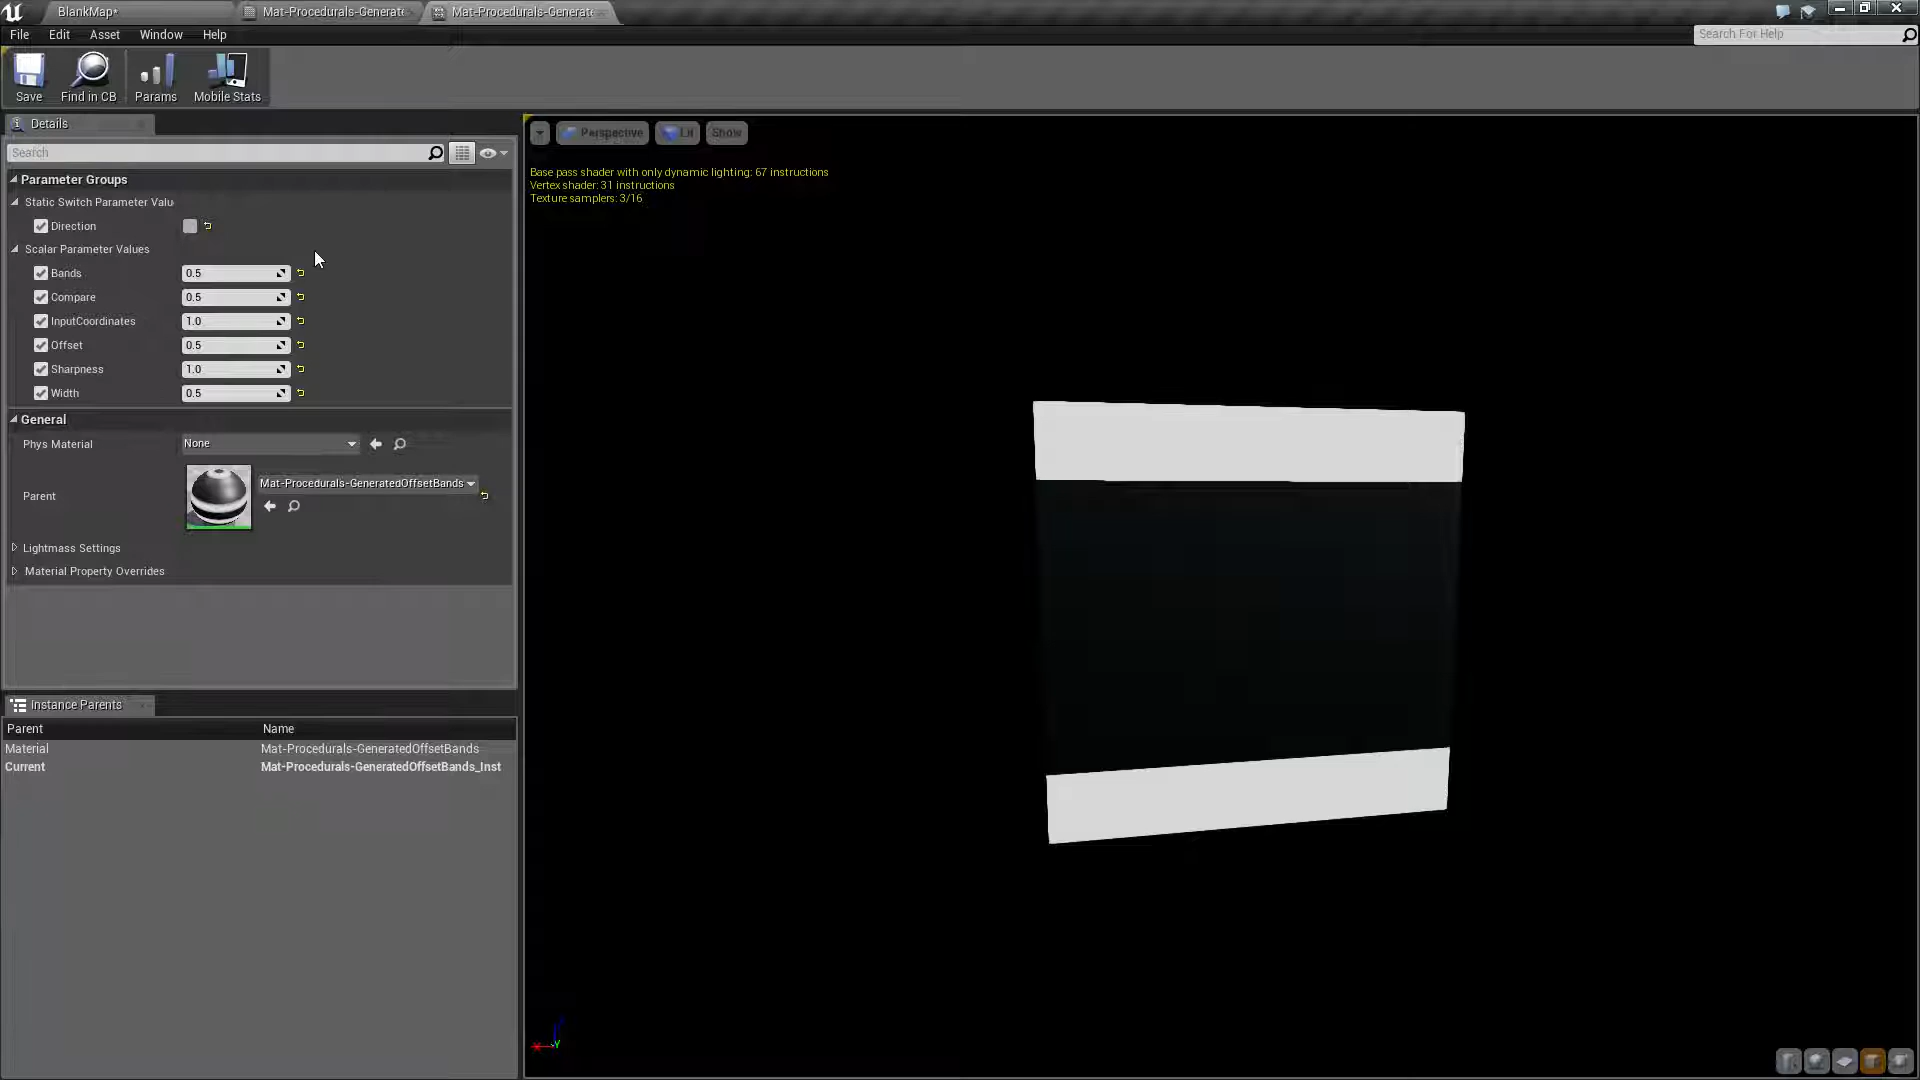 BlankMap*
Mat-Procedurals-Generate
Mat-Procedurals-Generate
File Edit Asset Window Help
Search For Help
Save Find in CB Params Mobile Stats
Details
Search
Perspective Lit Show
Base pass shader with only dynamic lighting: 67 instructions
Vertex shader: 31 instructions
Texture samplers: 3/16
Parameter Groups
Static Switch Parameter Valu
Direction
Scalar Parameter Values
Bands 0.5
Compare 0.5
InputCoordinates 1.0
Offset 0.5
Sharpness 1.0
Width 0.5
General
Phys Material None
Parent Mat-Procedurals-GeneratedOffsetBands
Lightmass Settings
Material Property Overrides
Instance Parents
Parent Name
Material Mat-Procedurals-GeneratedOffsetBands
Current Mat-Procedurals-GeneratedOffsetBands_Inst